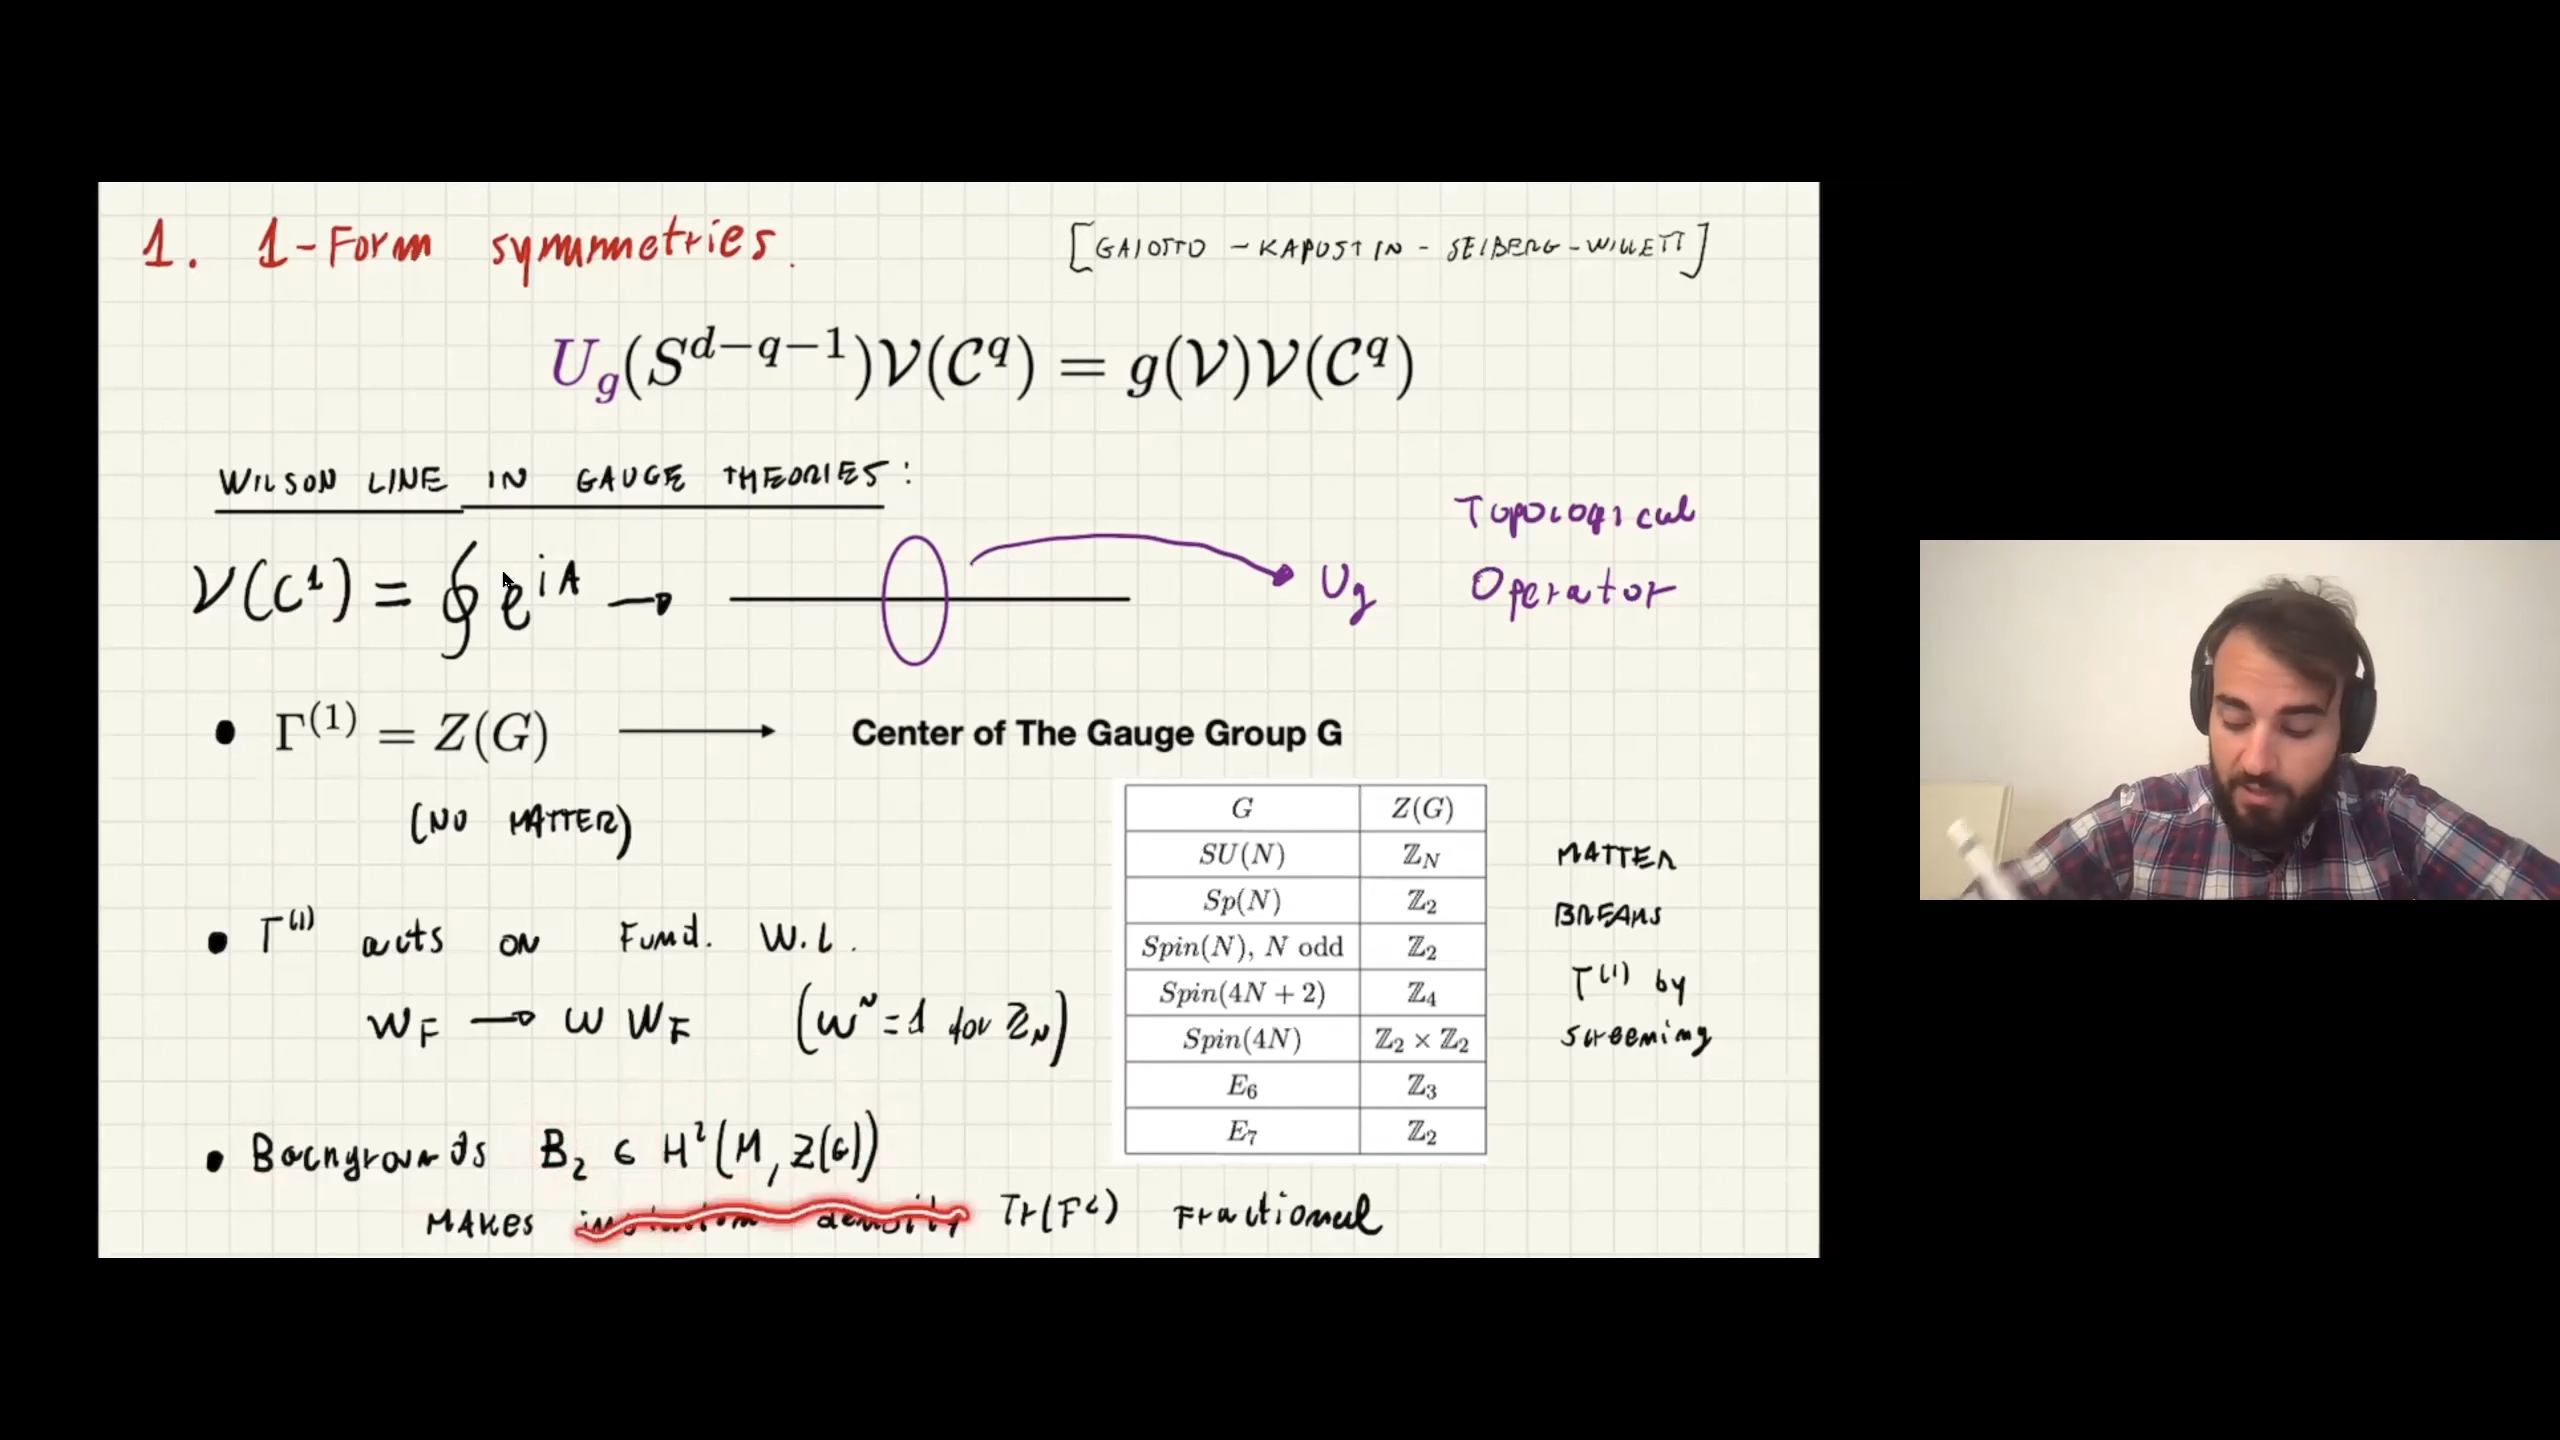 1. 1-Form symmetries.
[GAIOTTO - KAPUSTIN - SEIBERG - WILLETT]
U_g(S^{d-q-1})𝒱(𝒞^q) = g(𝒱)𝒱(𝒞^q)
WILSON LINE IN GAUGE THEORIES:
𝒱(C^1) = ∮ e^{iA} →
U_g
Topological
Operator
• Γ^{(1)} = Z(G) → Center of The Gauge Group G
(NO MATTER)
• Γ^{(1)} acts on Fund. W.L.
W_F → ω W_F (ω^N = 1 for ℤ_N)
G Z(G)
SU(N) ℤ_N
Sp(N) ℤ_2
Spin(N), N odd ℤ_2
Spin(4N + 2) ℤ_4
Spin(4N) ℤ_2 × ℤ_2
E_6 ℤ_3
E_7 ℤ_2
MATTER
BREAKS
Γ^{(1)} by
screening
• Backgrounds B_2 ∈ H^2(M, Z(G))
MAKES instanton density Tr(F^2) Fractional